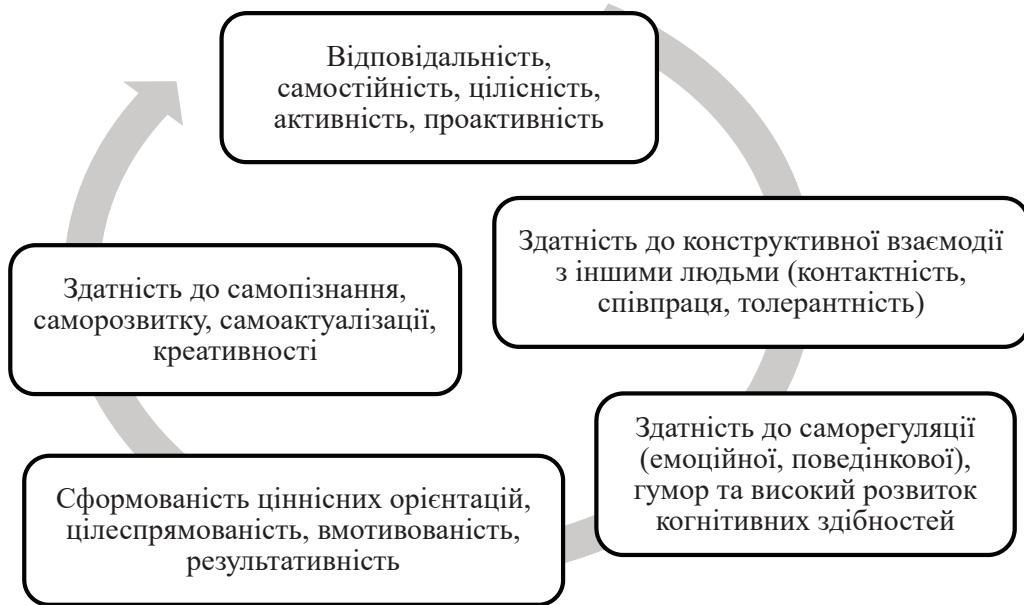 Відповідальність,
самостійність, цілісність,
активність, проактивність
Здатність до конструктивної взаємодії
з іншими людьми (контактність,
співпраця, толерантність)
Здатність до саморегуляції
(емоційної, поведінкової),
гумор та високий розвиток
когнітивних здібностей
Сформованість ціннісних орієнтацій,
цілеспрямованість, вмотивованість,
результативність
Здатність до самопізнання,
саморозвитку, самоактуалізації,
креативності